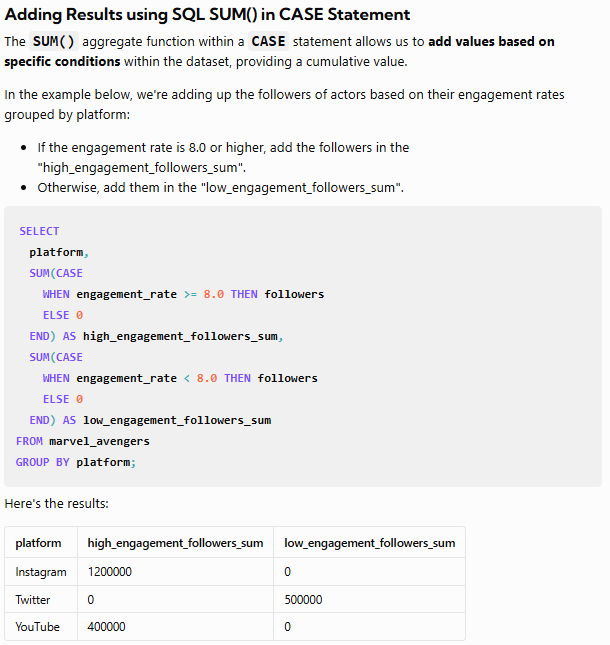 Adding Results using SQL SUM() in CASE Statement
The SUM() aggregate function within a CASE statement allows us to add values based on
specific conditions within the dataset, providing a cumulative value.
In the example below, we're adding up the followers of actors based on their engagement rates
grouped by platform:
• If the engagement rate is 8.0 or higher, add the followers in the
"high_engagement_followers_sum".
• Otherwise, add them in the "low_engagement_followers_sum".
SELECT
platform,
SUM(CASE
WHEN engagement_rate >= 8.0 THEN followers
ELSE 0
END) AS high_engagement_followers_sum,
SUM(CASE
WHEN engagement_rate < 8.0 THEN followers
ELSE 0
END) AS low_engagement_followers_sum
FROM marvel_avengers
GROUP BY platform;
Here's the results:
platform high_engagement_followers_sum low_engagement_followers_sum
Instagram 1200000 0
Twitter 0 500000
YouTube 400000 0